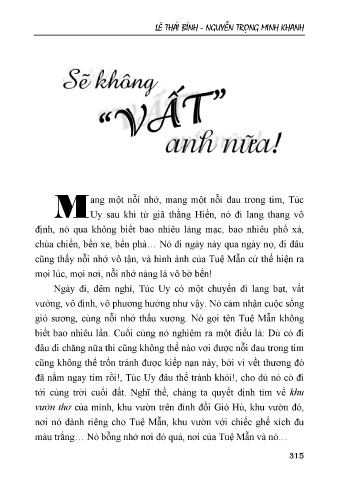 LÊ THÁI BÌNH - NGUYỄN TRỌNG MINH KHANH
Sẽ không
“VẤT”
anh nữa!
Mang một nỗi nhớ, mang một nỗi đau trong tim, Túc
Uy sau khi từ giã thằng Hiền, nó đi lang thang vô
định, nó qua không biết bao nhiêu làng mạc, bao nhiêu phố xá,
chùa chiền, bến xe, bến phà… Nó đi ngày này qua ngày nọ, đi đâu
cũng thấy nỗi nhớ vô tận, và hình ảnh của Tuệ Mẫn cứ thế hiện ra
mọi lúc, mọi nơi, nỗi nhớ nàng là vô bờ bến!
Ngày đi, đêm nghỉ, Túc Uy có một chuyến đi lang bạt, vất
vưởng, vô định, vô phương hướng như vậy. Nó cảm nhận cuộc sống
gió sương, cùng nỗi nhớ thấu xương. Nó gọi tên Tuệ Mẫn không
biết bao nhiêu lần. Cuối cùng nó nghiệm ra một điều là: Dù có đi
đâu đi chăng nữa thì cũng không thể nào vơi được nỗi đau trong tim
cũng không thể trốn tránh được kiếp nạn này, bởi vì vết thương đó
đã nằm ngay tim rồi!, Túc Uy đâu thể tránh khỏi!, cho dù nó có đi
tới cùng trời cuối đất. Nghĩ thế, chàng ta quyết định tìm về khu
vườn thơ của mình, khu vườn trên đỉnh đồi Gió Hú, khu vườn đó,
nơi nó dành riêng cho Tuệ Mẫn, khu vườn với chiếc ghế xích đu
màu trắng… Nó bỗng nhớ nơi đó quá, nơi của Tuệ Mẫn và nó…
315